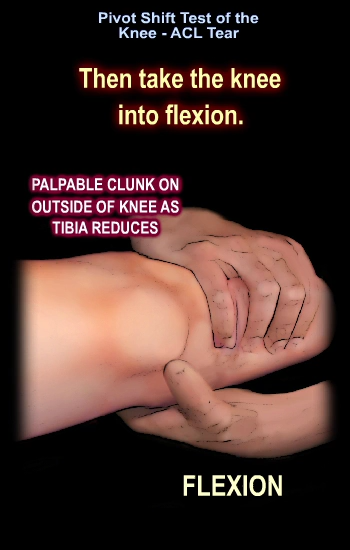 Pivot Shift Test of the
Knee - ACL Tear
Then take the knee
into flexion.
PALPABLE CLUNK ON
OUTSIDE OF KNEE AS
TIBIA REDUCES
FLEXION